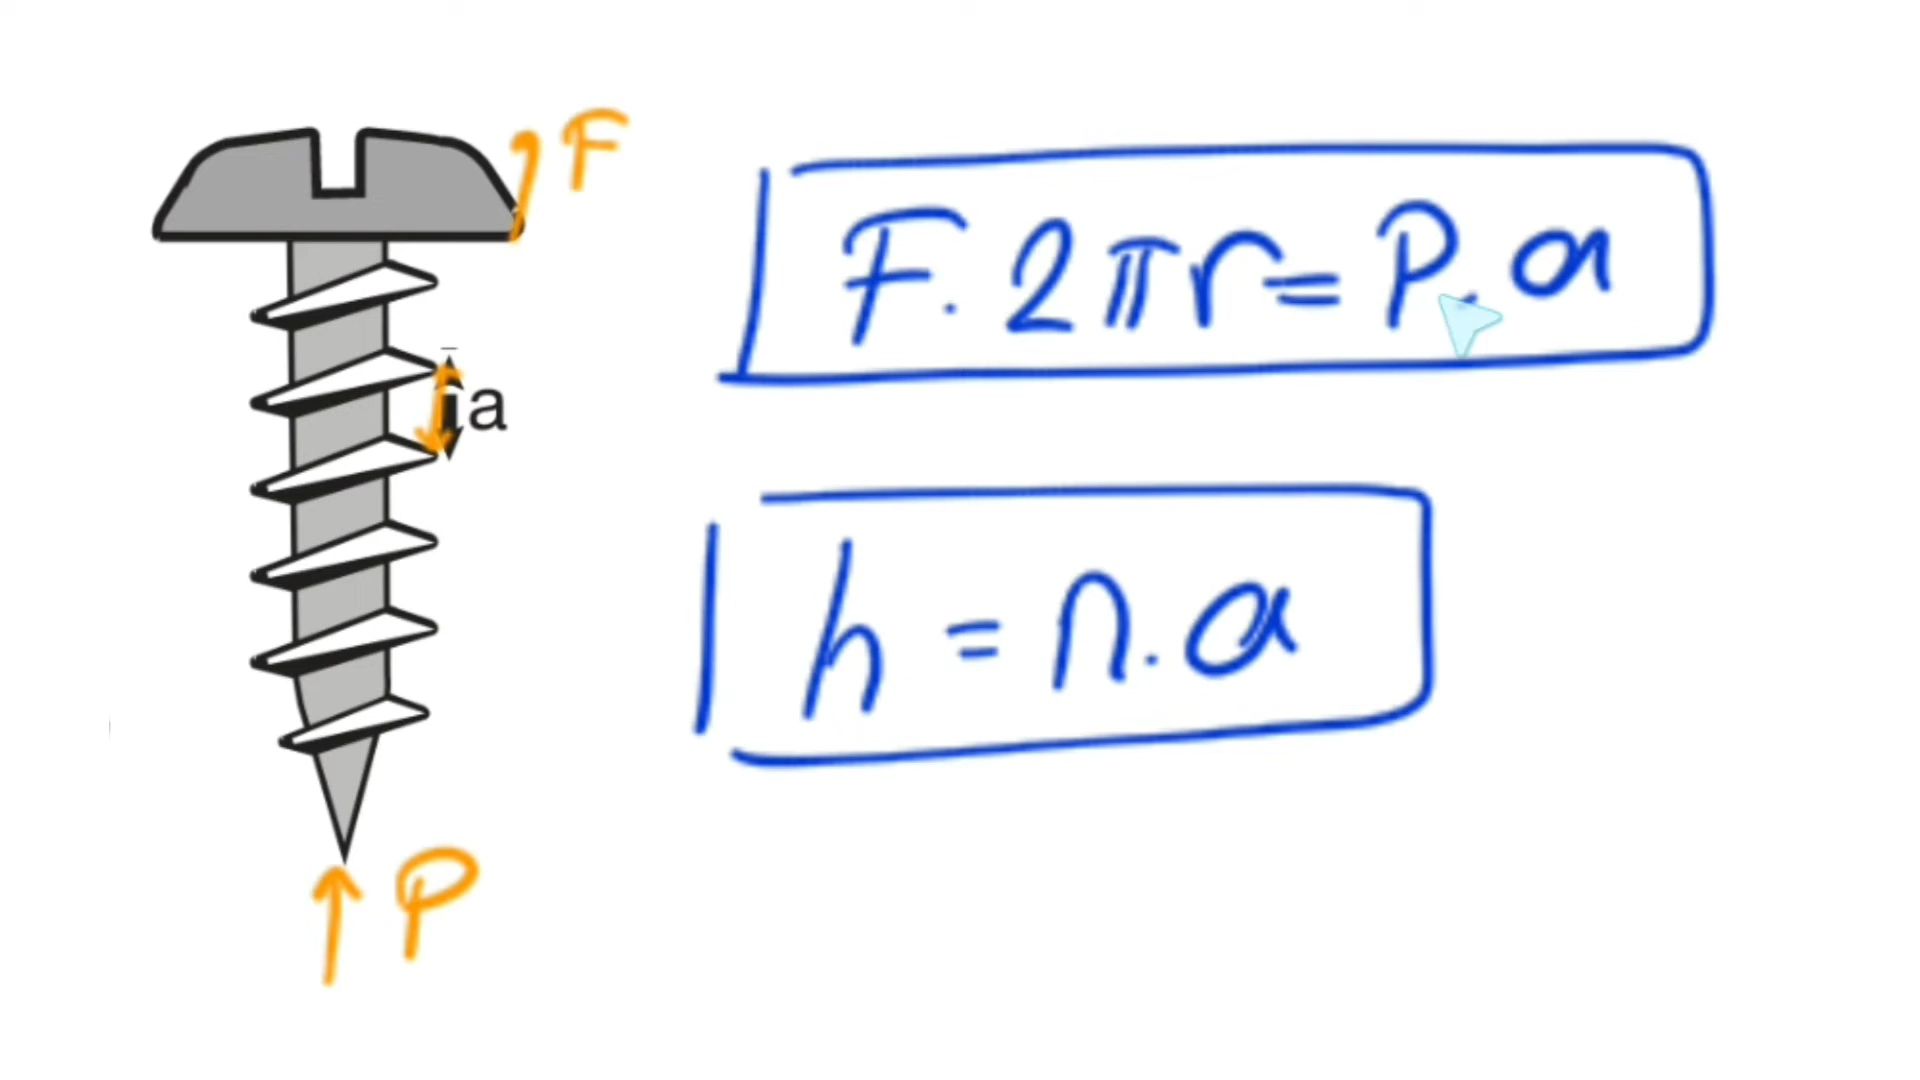 F
F. 2πr = P. a
a
h = n. a
P